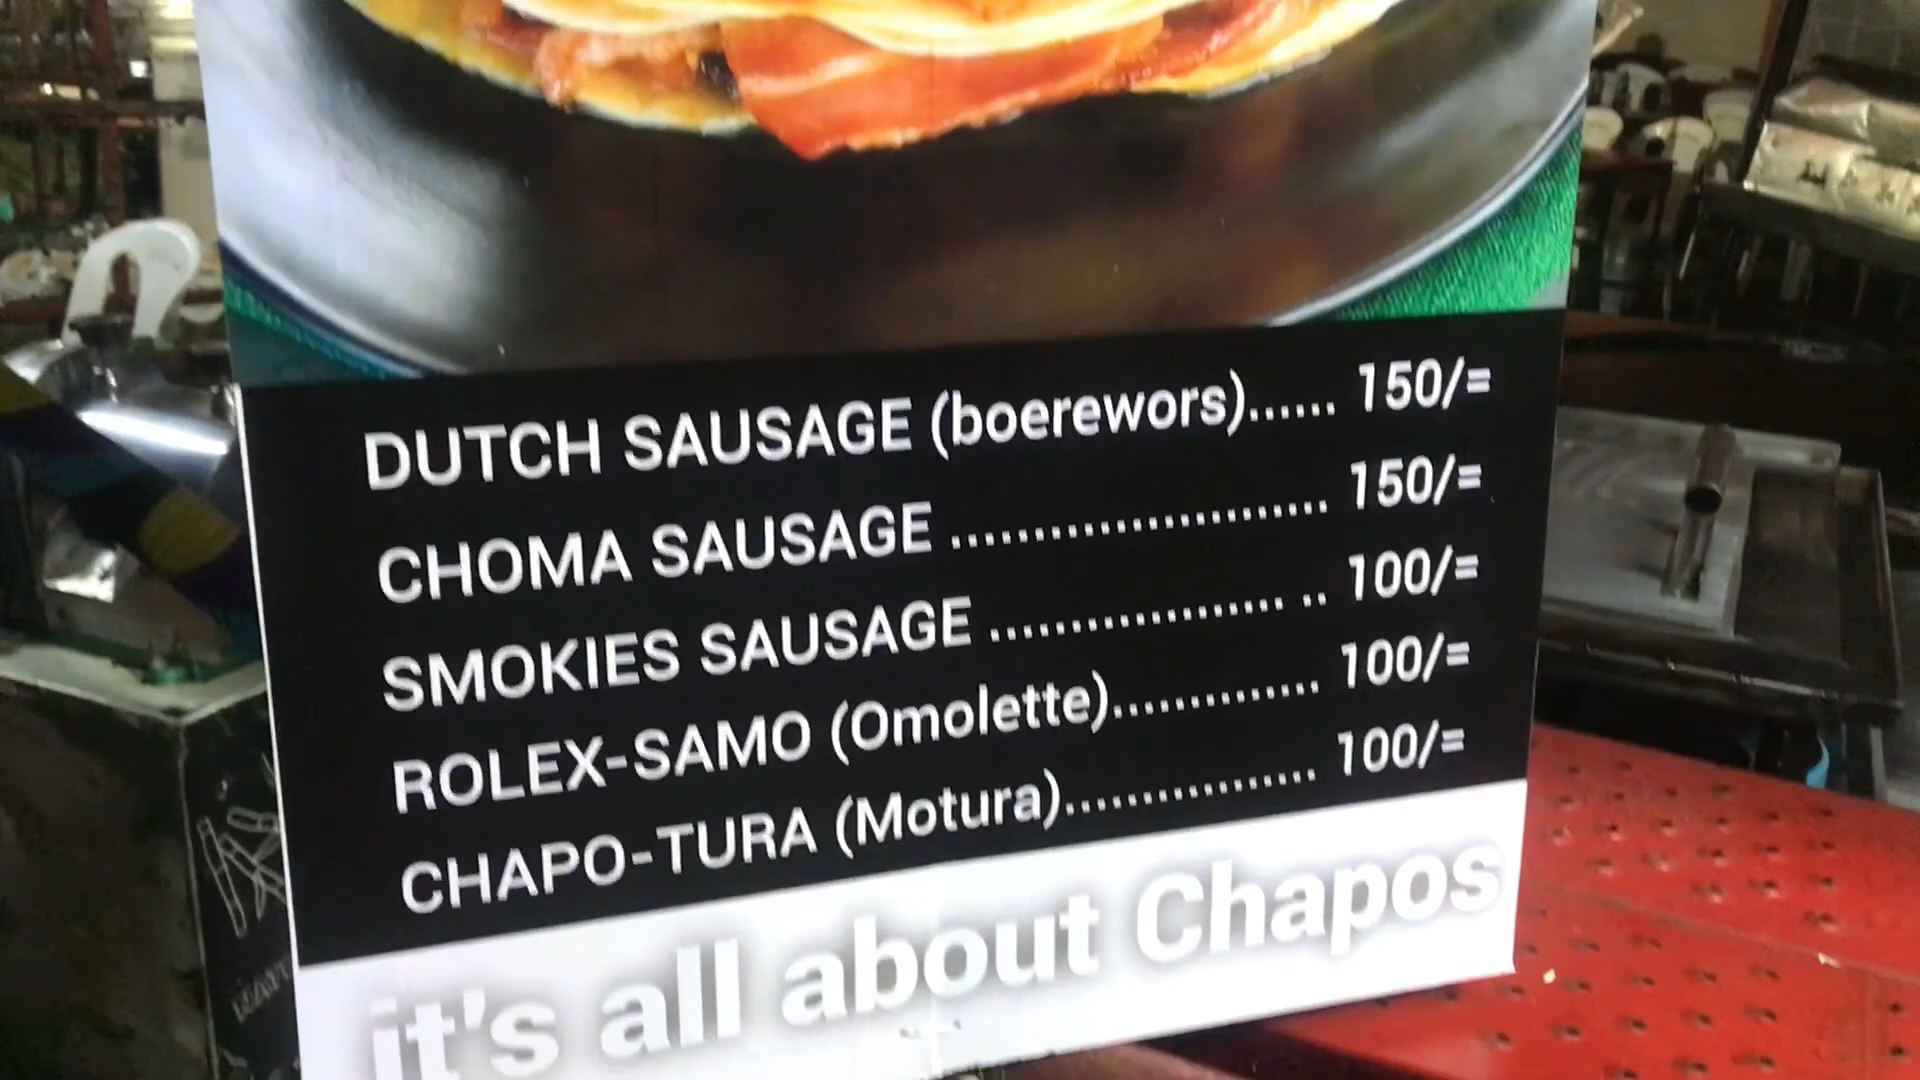 DUTCH SAUSAGE (boerewors)...... 150/=
CHOMA SAUSAGE ........................ 150/=
SMOKIES SAUSAGE ................... .. 100/=
ROLEX-SAMO (Omolette).............. 100/=
CHAPO-TURA (Motura)................. 100/=
it's all about Chapos